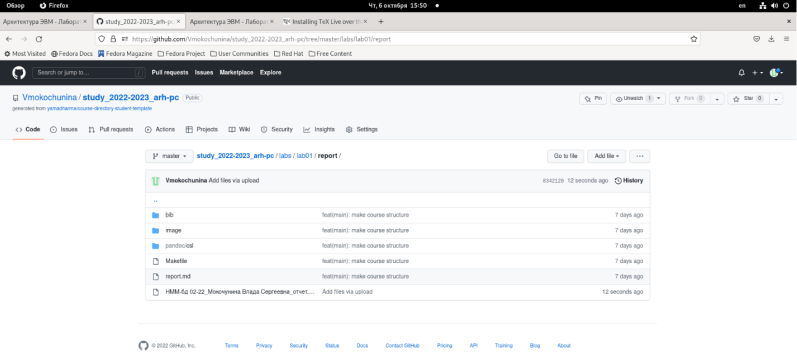 Обзор Firefox Чт, 6 октября 15:50 en
Архитектура ЭВМ - Лаборат × study_2022-2023_arh-pc/l × Архитектура ЭВМ - Лаборат × Installing TeX Live over th × +
https://github.com/Vmokochunina/study_2022-2023_arh-pc/tree/master/labs/lab01/report
Most Visited Fedora Docs Fedora Magazine Fedora Project User Communities Red Hat Free Content
Search or jump to... / Pull requests Issues Marketplace Explore
Vmokochunina / study_2022-2023_arh-pc Public Pin Unwatch 1 Fork 0 Star 0
generated from yamadharma/course-directory-student-template
Code Issues Pull requests Actions Projects Wiki Security Insights Settings
master study_2022-2023_arh-pc / labs / lab01 / report / Go to file Add file ...
Vmokochunina Add files via upload 8342128 12 seconds ago History
..
bib feat(main): make course structure 7 days ago
image feat(main): make course structure 7 days ago
pandoc/csl feat(main): make course structure 7 days ago
Makefile feat(main): make course structure 7 days ago
report.md feat(main): make course structure 7 days ago
НММ-бд 02-22_Мокочунина Влада Сергеевна_отчет.... Add files via upload 12 seconds ago
© 2022 GitHub, Inc. Terms Privacy Security Status Docs Contact GitHub Pricing API Training Blog About